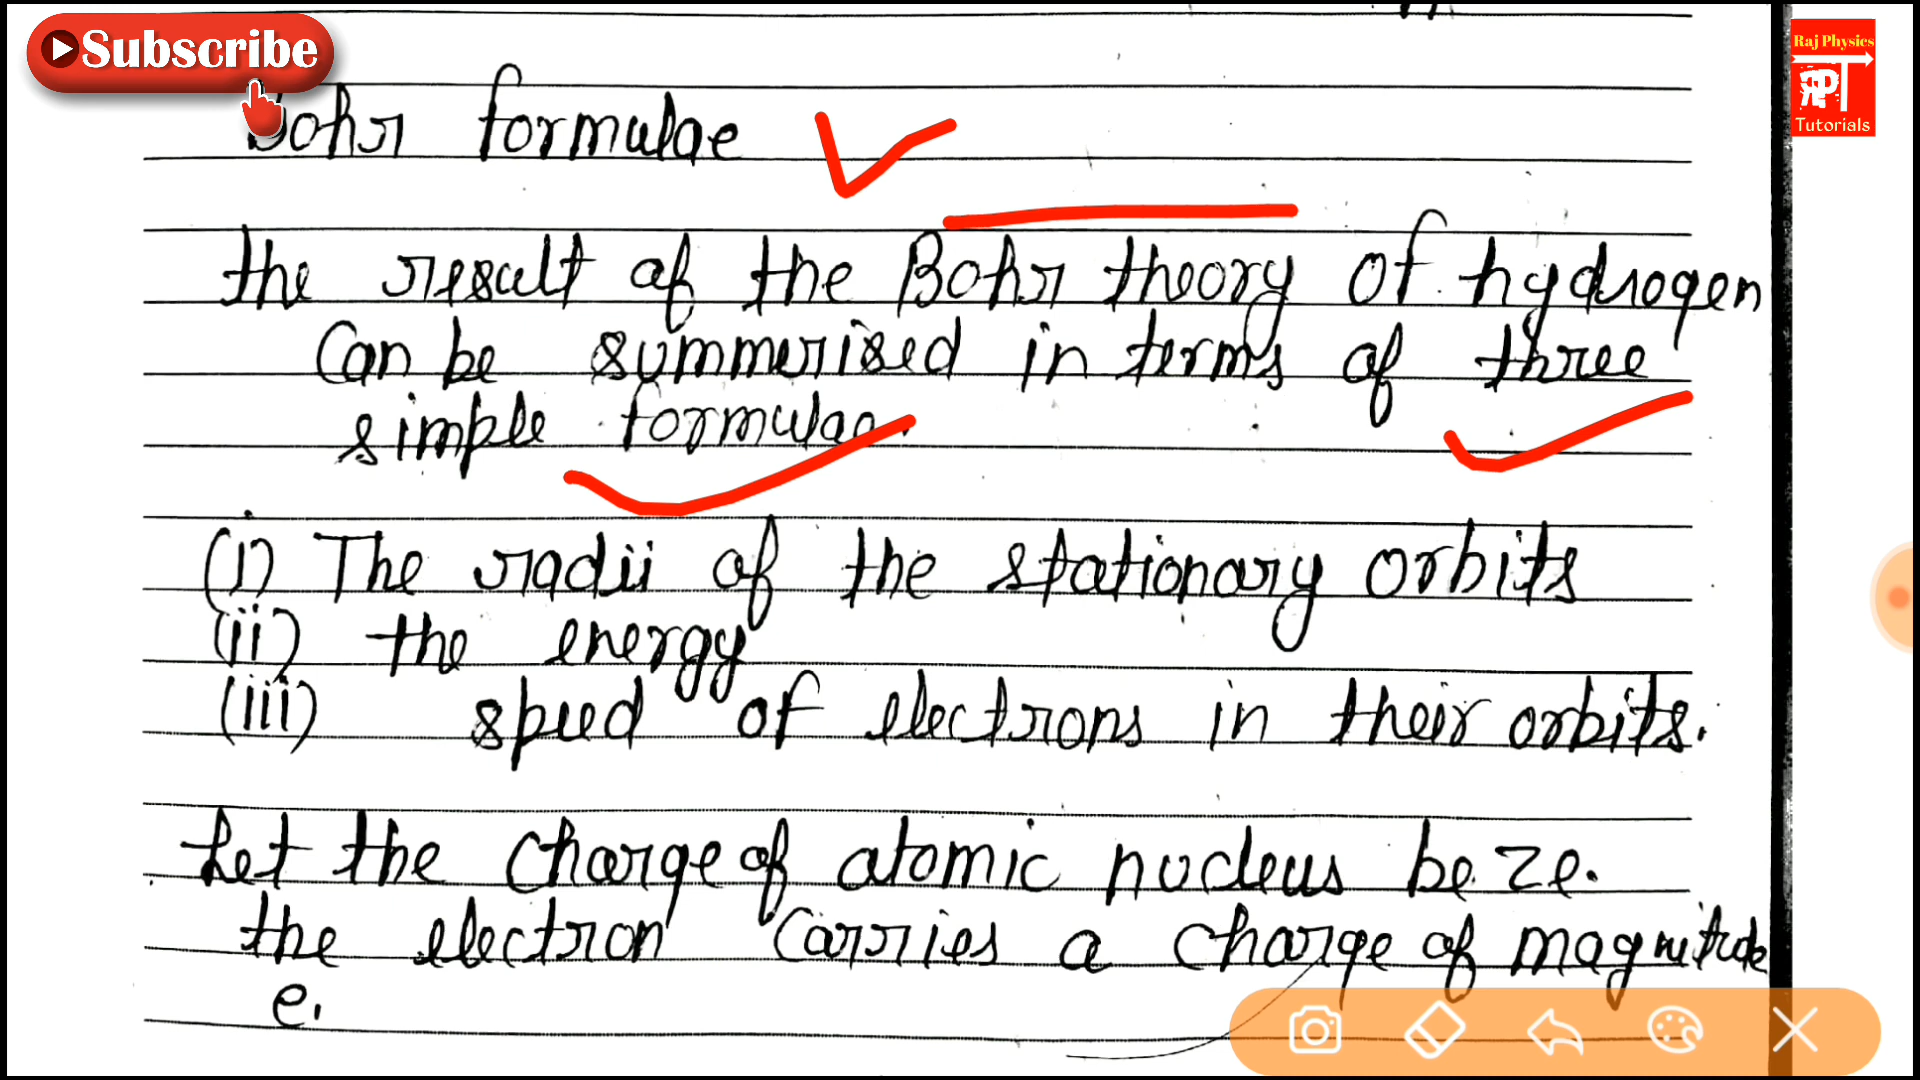 Subscribe
Raj Physics
RPT
Tutorials
Bohr formulae
the result of the Bohr theory of hydrogen
Can be summerised in terms of three
simple formulae.
(i) The radii of the stationary orbits
(ii) the energy
(iii) speed of electrons in their orbits.
Let the charge of atomic nucleus be ze.
the electron carries a charge of magnitude
e.